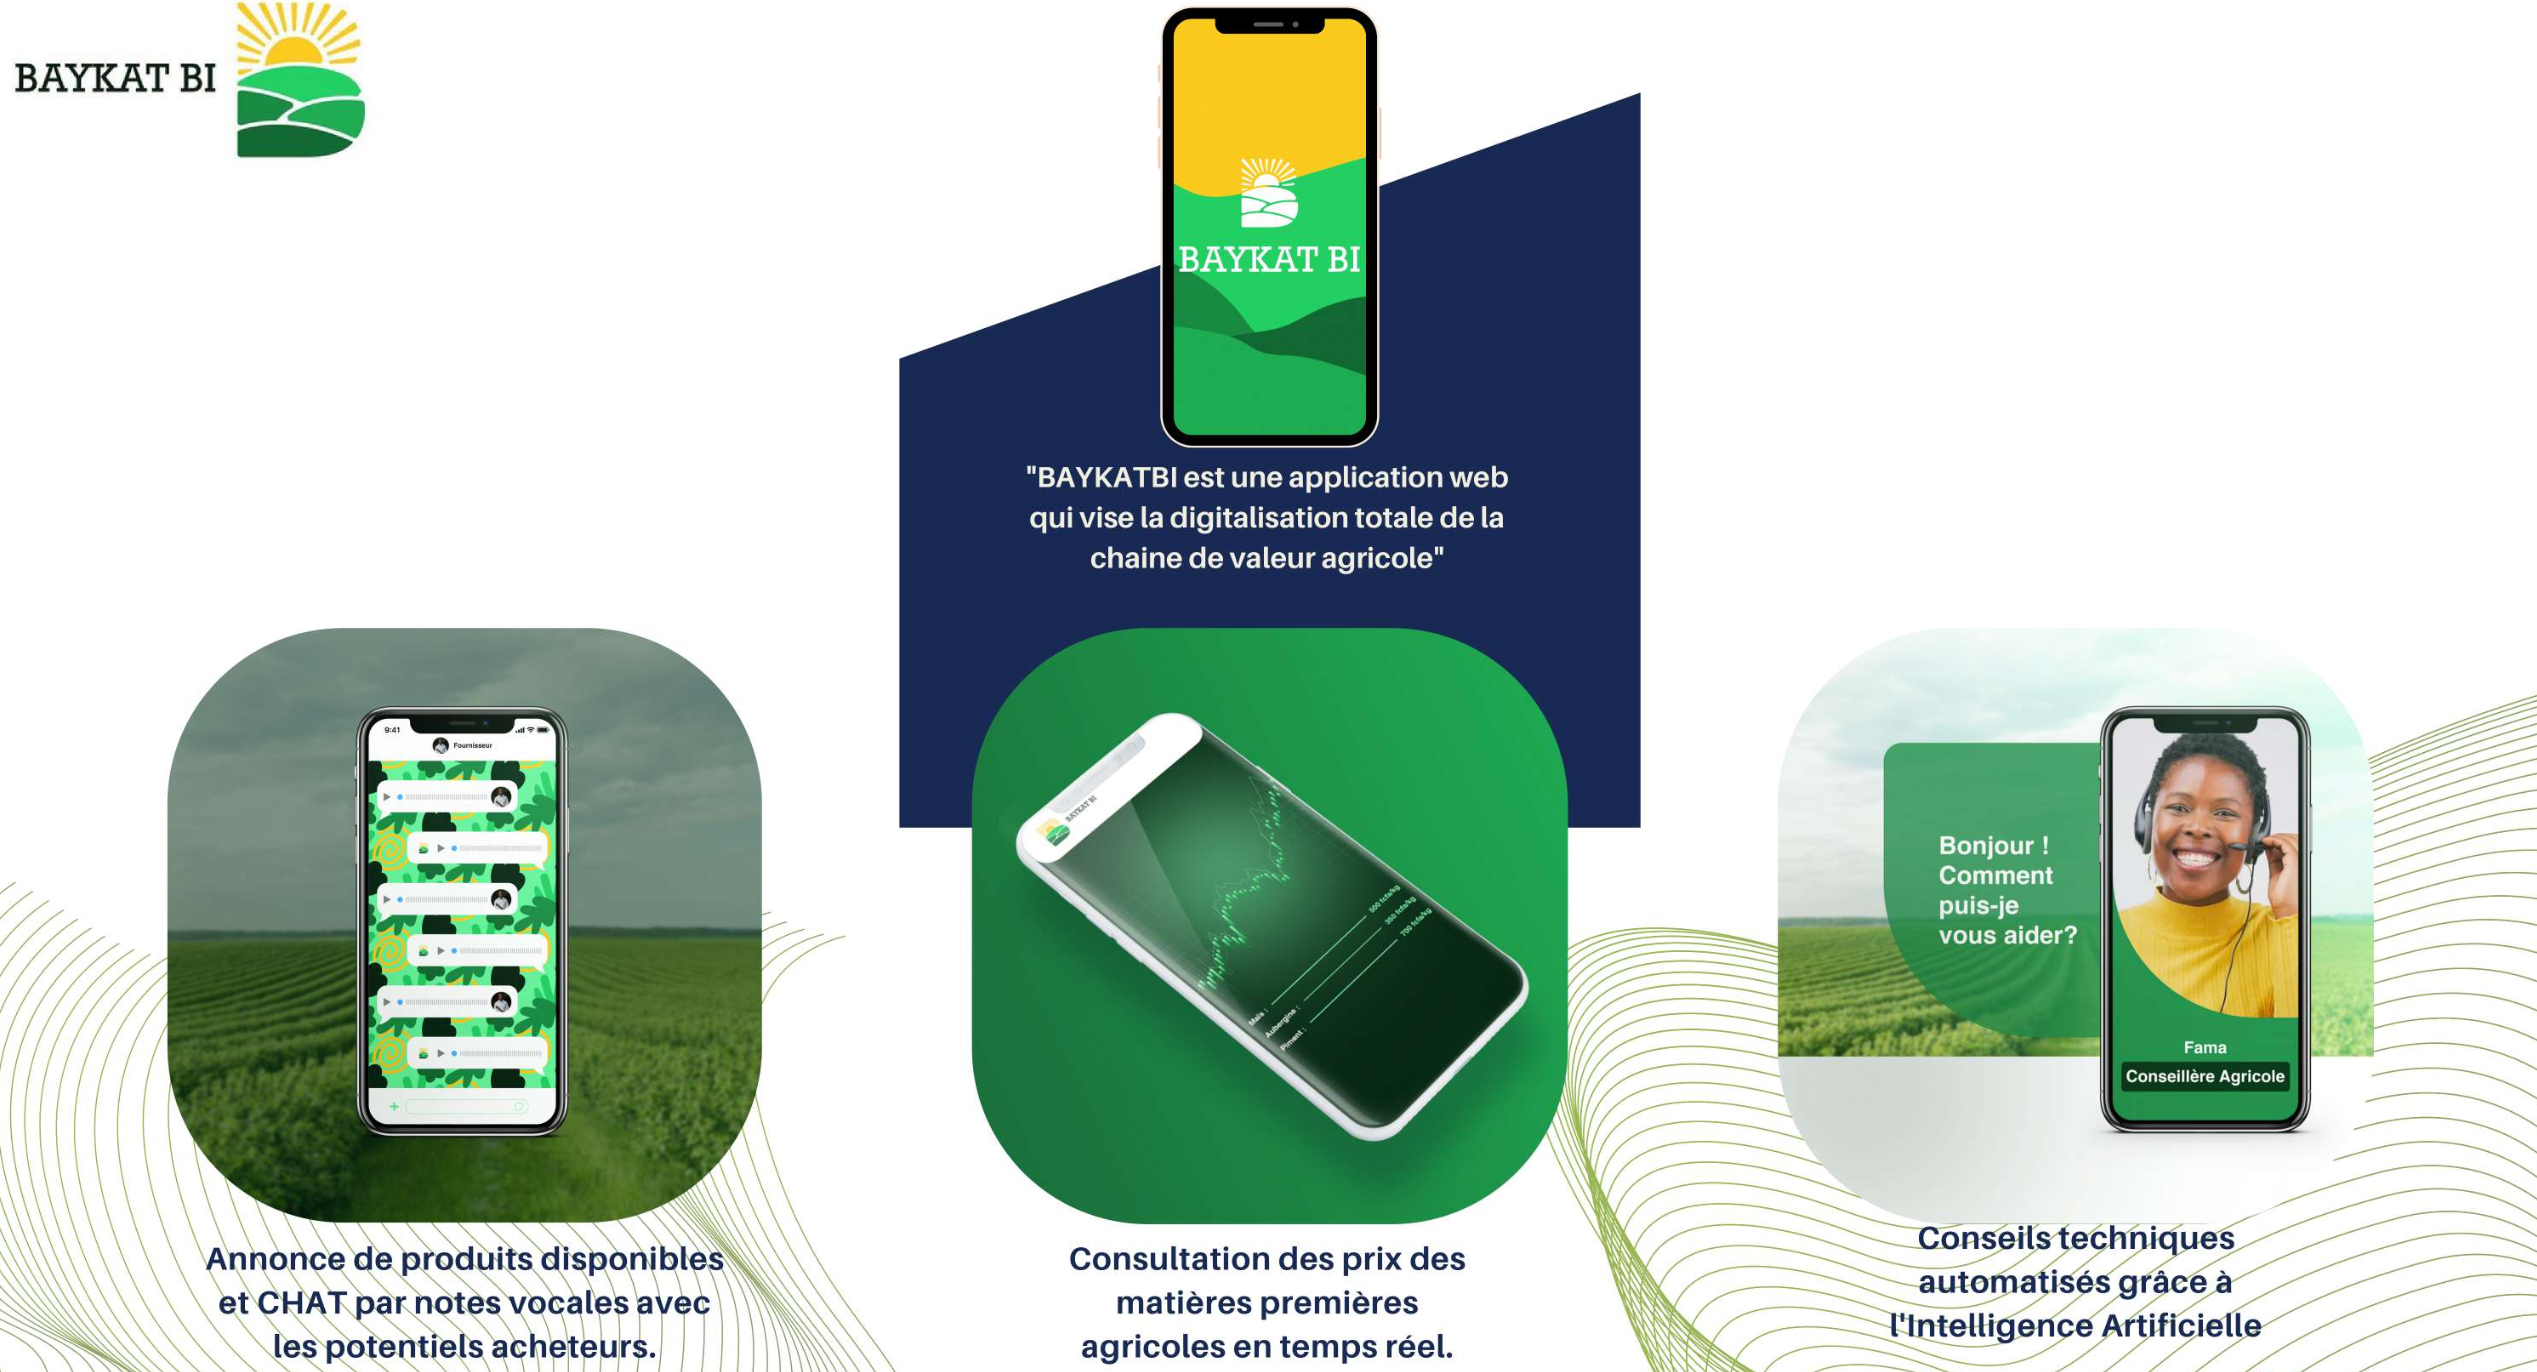 BAYKAT BI
BAYKAT BI
"BAYKATBI est une application web
qui vise la digitalisation totale de la
chaine de valeur agricole"
9:41
Fournisseur
BAYKAT BI
Maïs : 500 fcfa/kg
Aubergine : 350 fcfa/kg
Piment : 700 fcfa/kg
Bonjour !
Comment
puis-je
vous aider?
Fama
Conseillère Agricole
Annonce de produits disponibles
et CHAT par notes vocales avec
les potentiels acheteurs.
Consultation des prix des
matières premières
agricoles en temps réel.
Conseils techniques
automatisés grâce à
l'Intelligence Artificielle